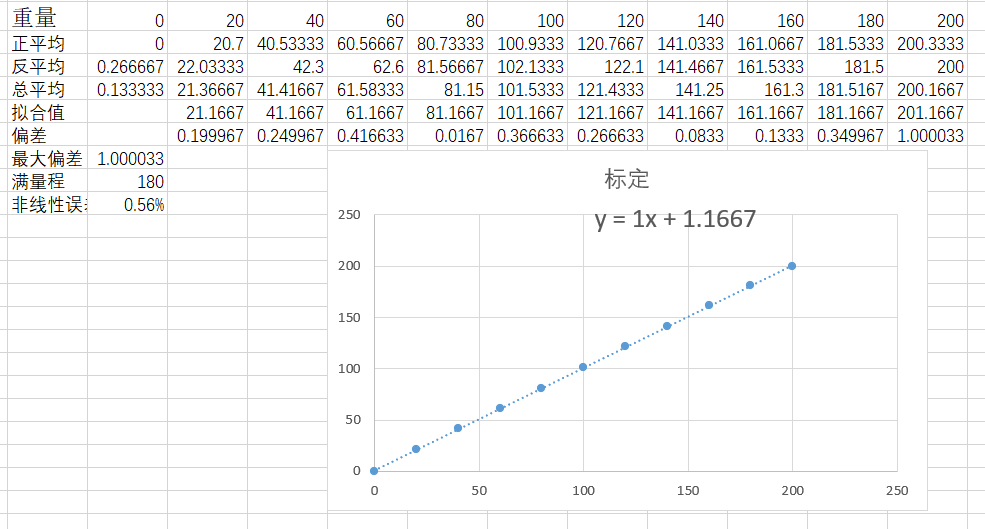 重量 0 20 40 60 80 100 120 140 160 180 200
正平均 0 20.7 40.53333 60.56667 80.73333 100.9333 120.7667 141.0333 161.0667 181.5333 200.3333
反平均 0.266667 22.03333 42.3 62.6 81.56667 102.1333 122.1 141.4667 161.5333 181.5 200
总平均 0.133333 21.36667 41.41667 61.58333 81.15 101.5333 121.4333 141.25 161.3 181.5167 200.1667
拟合值 21.1667 41.1667 61.1667 81.1667 101.1667 121.1667 141.1667 161.1667 181.1667 201.1667
偏差 0.199967 0.249967 0.416633 0.0167 0.366633 0.266633 0.0833 0.1333 0.349967 1.000033
最大偏差 1.000033
满量程 180
非线性误 0.56%
标定
y = 1x + 1.1667
250
200
150
100
50
0
0 50 100 150 200 250